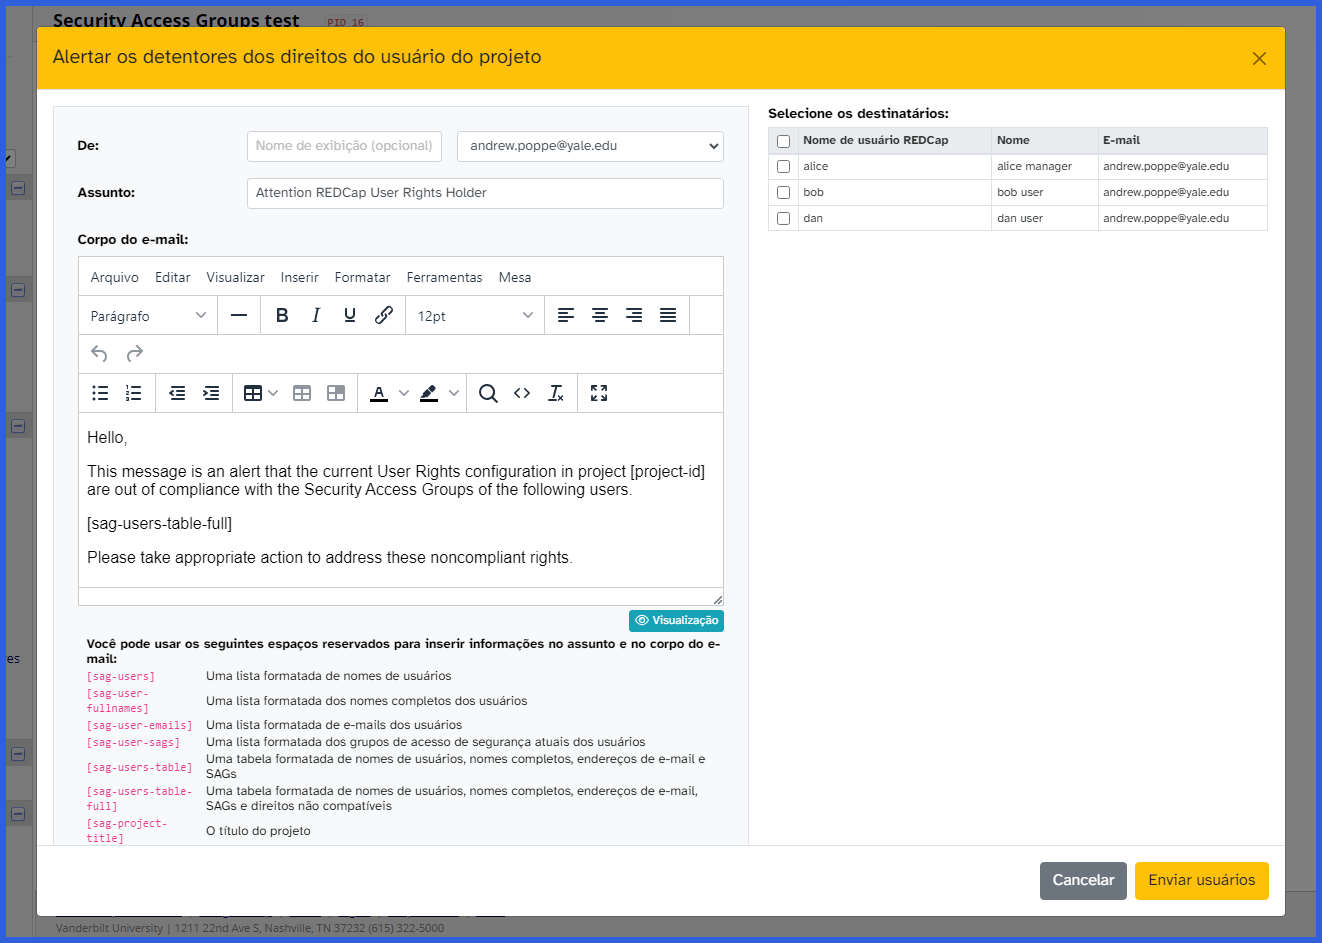 Security Access Groups test PID 16
Alertar os detentores dos direitos do usuário do projeto
De:
Nome de exibição (opcional)
andrew.poppe@yale.edu
Assunto:
Attention REDCap User Rights Holder
Corpo do e-mail:
Arquivo Editar Visualizar Inserir Formatar Ferramentas Mesa
Parágrafo
12pt
Hello,
This message is an alert that the current User Rights configuration in project [project-id]
are out of compliance with the Security Access Groups of the following users.
[sag-users-table-full]
Please take appropriate action to address these noncompliant rights.
Visualização
Você pode usar os seguintes espaços reservados para inserir informações no assunto e no corpo do e-
mail:
[sag-users] Uma lista formatada de nomes de usuários
[sag-user-
fullnames] Uma lista formatada dos nomes completos dos usuários
[sag-user-emails] Uma lista formatada de e-mails dos usuários
[sag-user-sags] Uma lista formatada dos grupos de acesso de segurança atuais dos usuários
[sag-users-table] Uma tabela formatada de nomes de usuários, nomes completos, endereços de e-mail e
SAGs
[sag-users-table-
full] Uma tabela formatada de nomes de usuários, nomes completos, endereços de e-mail,
SAGs e direitos não compatíveis
[sag-project-
title] O título do projeto
Selecione os destinatários:
Nome de usuário REDCap Nome E-mail
alice alice manager andrew.poppe@yale.edu
bob bob user andrew.poppe@yale.edu
dan dan user andrew.poppe@yale.edu
Cancelar
Enviar usuários
es
Vanderbilt University | 1211 22nd Ave S, Nashville, TN 37232 (615) 322-5000